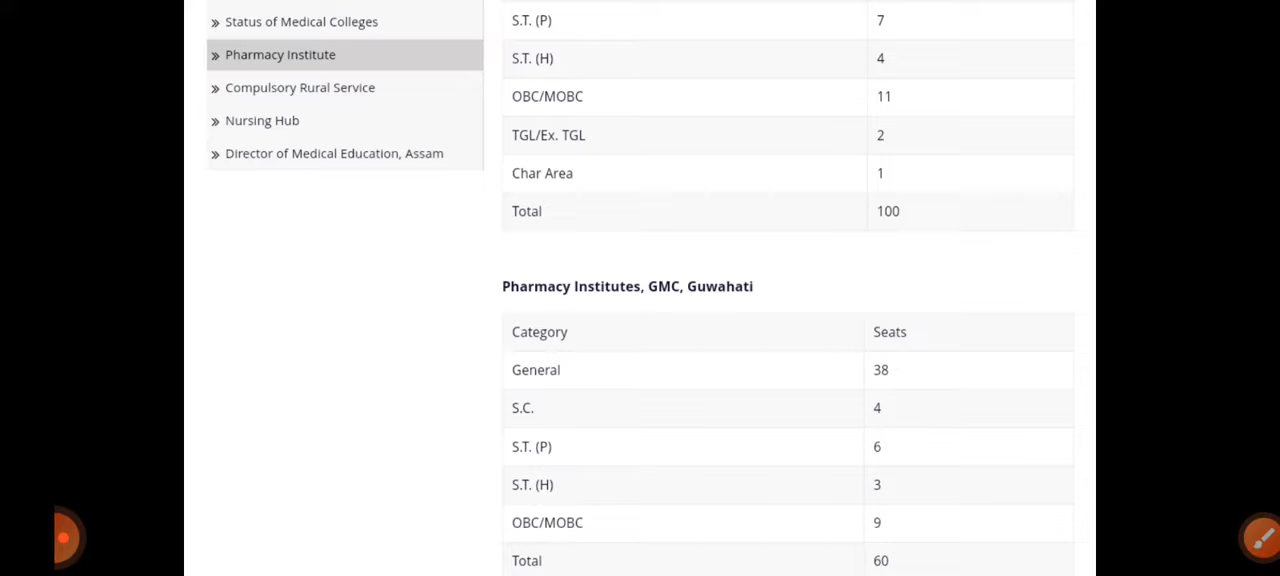 » Status of Medical Colleges
» Pharmacy Institute
» Compulsory Rural Service
» Nursing Hub
» Director of Medical Education, Assam
S.T. (P) 7
S.T. (H) 4
OBC/MOBC 11
TGL/Ex. TGL 2
Char Area 1
Total 100
Pharmacy Institutes, GMC, Guwahati
Category Seats
General 38
S.C. 4
S.T. (P) 6
S.T. (H) 3
OBC/MOBC 9
Total 60